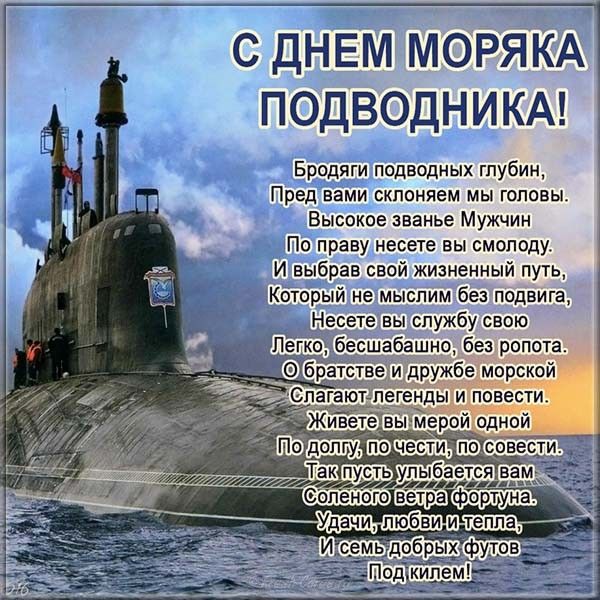 С ДНЕМ МОРЯКА
ПОДВОДНИКА!
Бродяги подводных глубин,
Пред вами склоняем мы головы.
Высокое званье Мужчин
По праву несете вы смолоду.
И выбрав свой жизненный путь,
Который не мыслим без подвига,
Несете вы службу свою
Легко, бесшабашно, без ропота.
О братстве и дружбе морской
Слагают легенды и повести.
Живете вы мерой одной
По долгу, по чести, по совести.
Так пусть улыбается вам
Соленого ветра фортуна.
Удачи, любви и тепла,
И семь добрых футов
Под килем!